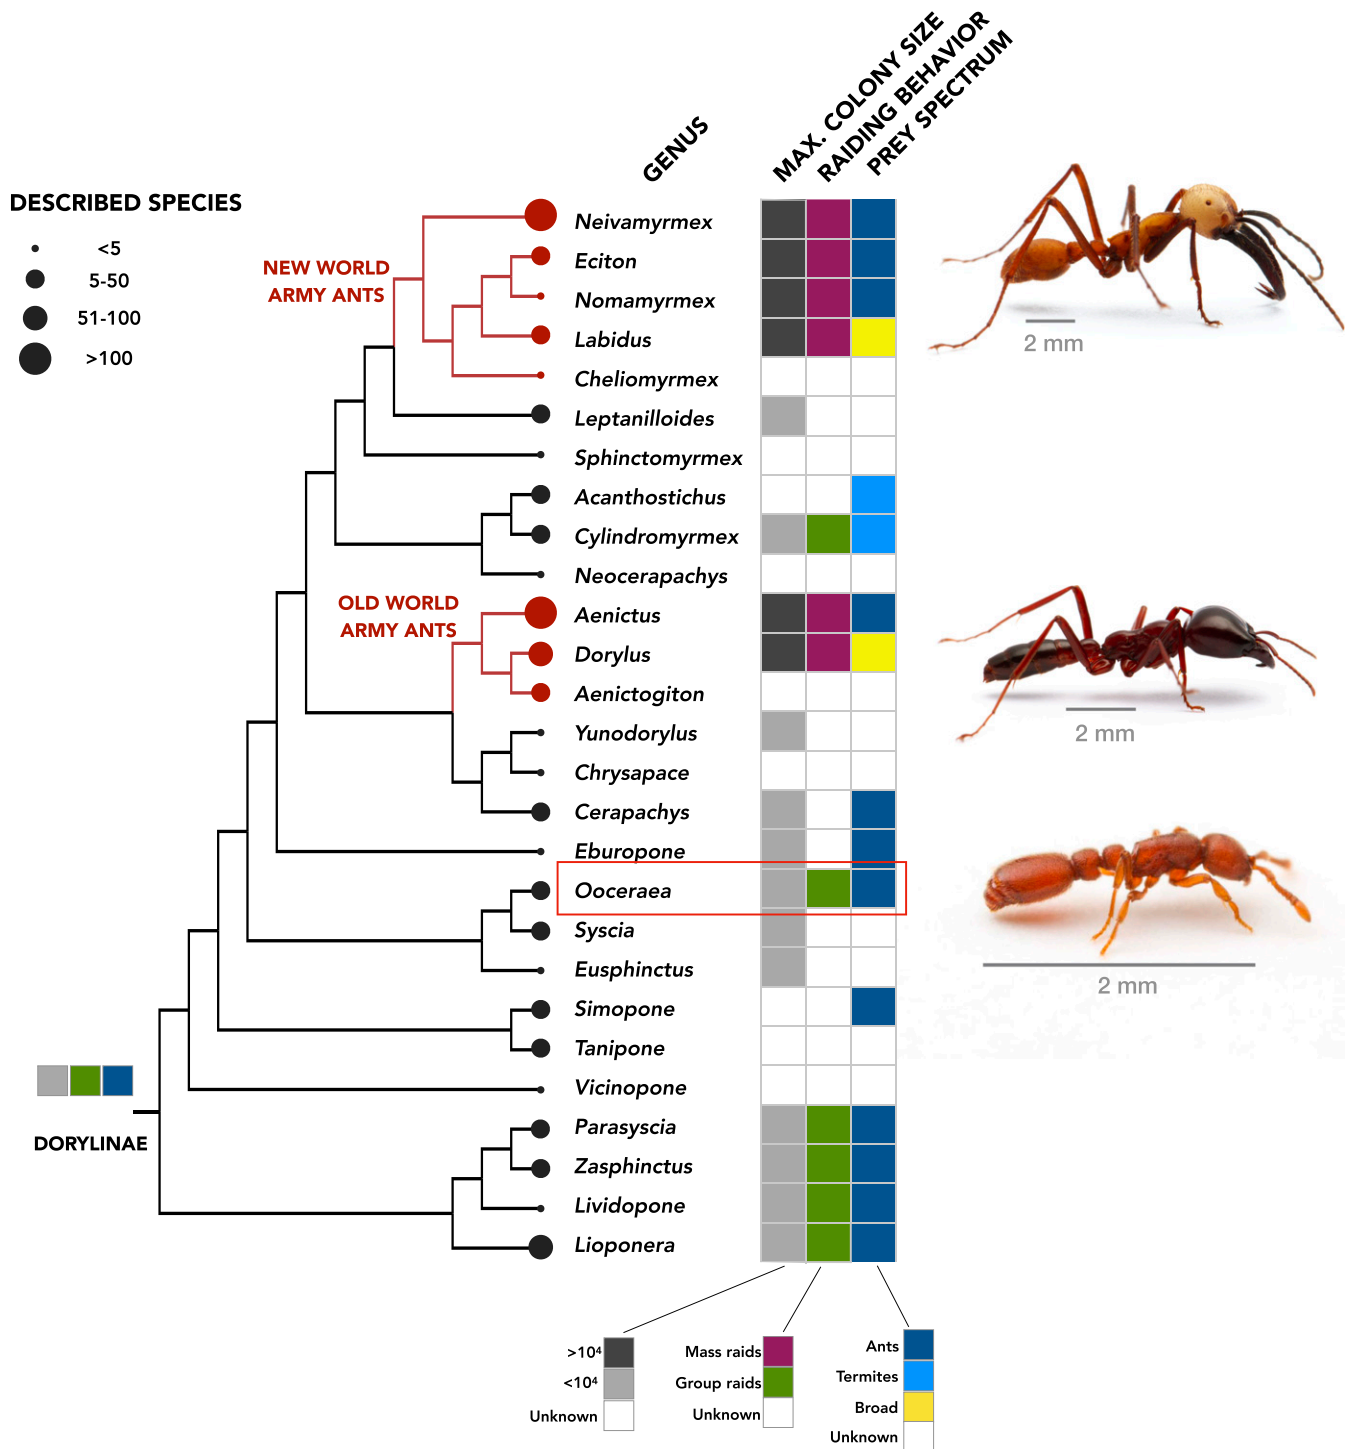 MAX. COLONY SIZE
RAIDING BEHAVIOR
PREY SPECTRUM
GENUS
DESCRIBED SPECIES
<5
5-50
51-100
>100
NEW WORLD
ARMY ANTS
OLD WORLD
ARMY ANTS
Neivamyrmex
Eciton
Nomamyrmex
Labidus
Cheliomyrmex
Leptanilloides
Sphinctomyrmex
Acanthostichus
Cylindromyrmex
Neocerapachys
Aenictus
Dorylus
Aenictogiton
Yunodorylus
Chrysapace
Cerapachys
Eburopone
Ooceraea
Syscia
Eusphinctus
Simopone
Tanipone
Vicinopone
Parasyscia
Zasphinctus
Lividopone
Lioponera
DORYLINAE
2 mm
2 mm
2 mm
>10⁴
<10⁴
Unknown
Mass raids
Group raids
Unknown
Ants
Termites
Broad
Unknown